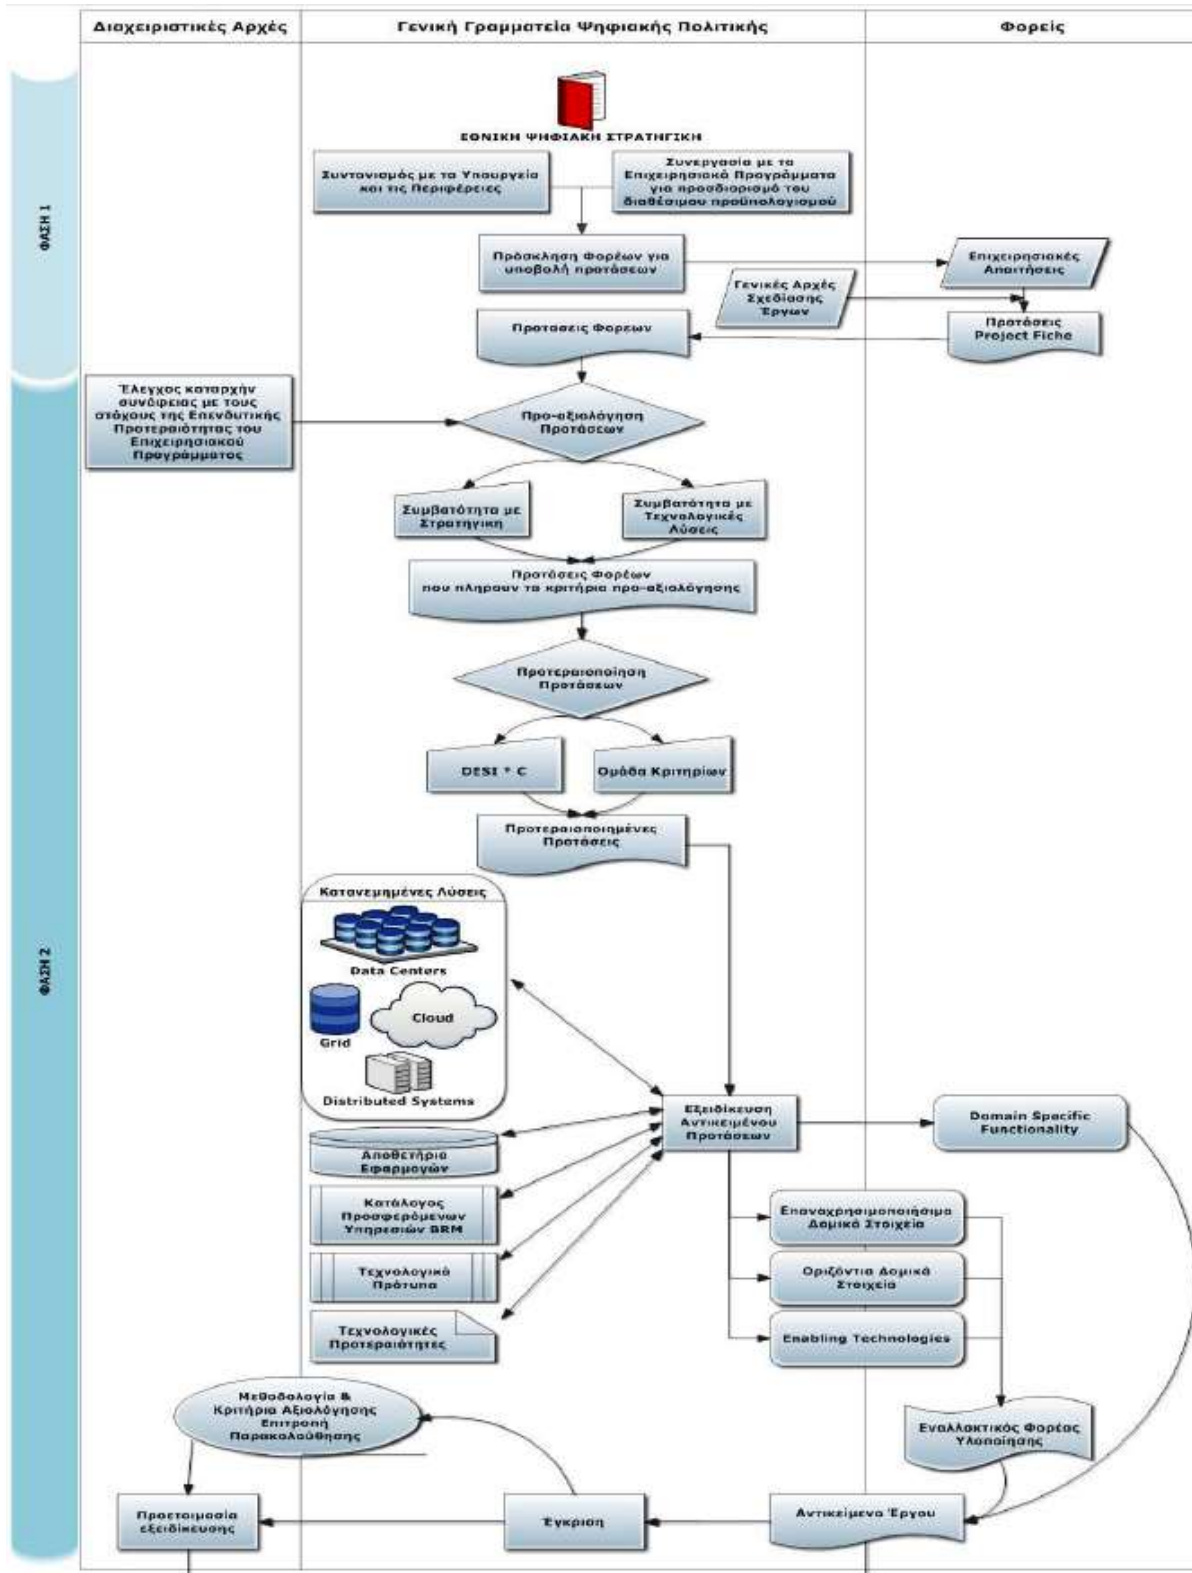 Διαχειριστικές Αρχές
Γενική Γραμματεία Ψηφιακής Πολιτικής
Φορείς
ΦΑΣΗ 1
ΕΘΝΙΚΗ ΨΗΦΙΑΚΗ ΣΤΡΑΤΗΓΙΚΗ
Συντονισμός με τα Υπουργεία
και τις Περιφέρειες
Συνεργασία με τα
Επιχειρησιακά Προγράμματα
για προσδιορισμό του
διαθέσιμου προϋπολογισμού
Πρόσκληση Φορέων για
υποβολή προτάσεων
Επιχειρησιακές
Απαιτήσεις
Γενικές Αρχές
Σχεδίασης
Έργων
Προτάσεις Φορέων
Προτάσεις
Project Fiche
ΦΑΣΗ 2
Έλεγχος καταρχήν
συνάφειας με τους
στόχους της Επενδυτικής
Προτεραιότητας του
Επιχειρησιακού
Προγράμματος
Προ-αξιολόγηση
Προτάσεων
Συμβατότητα με
Στρατηγική
Συμβατότητα με
Τεχνολογικές
Λύσεις
Προτάσεις Φορέων
που πληρουν τα κριτήρια προ-αξιολόγησης
Προτεραιοποίηση
Προτάσεων
DESI * C
Ομάδα Κριτηρίων
Προτεραιοποιημένες
Προτάσεις
Κατανεμημένες Λύσεις
Data Centers
Cloud
Grid
Distributed Systems
Εξειδίκευση
Αντικειμένου
Προτάσεων
Domain Specific
Functionality
Αποθετήριο
Εφαρμογών
Κατάλογος
Προσφερόμενων
Υπηρεσιών BRM
Επαναχρησιμοποιήσιμα
Δομικά Στοιχεία
Τεχνολογικά
Πρότυπα
Οριζόντια Δομικά
Στοιχεία
Τεχνολογικές
Προτεραιότητες
Enabling Technologies
Μεθοδολογία &
Κριτήρια Αξιολόγησης
Επιτροπή
Παρακολούθησης
Εναλλακτικός Φορέας
Υλοποίησης
Προετοιμασία
εξειδίκευσης
Έγκριση
Αντικείμενο Έργου